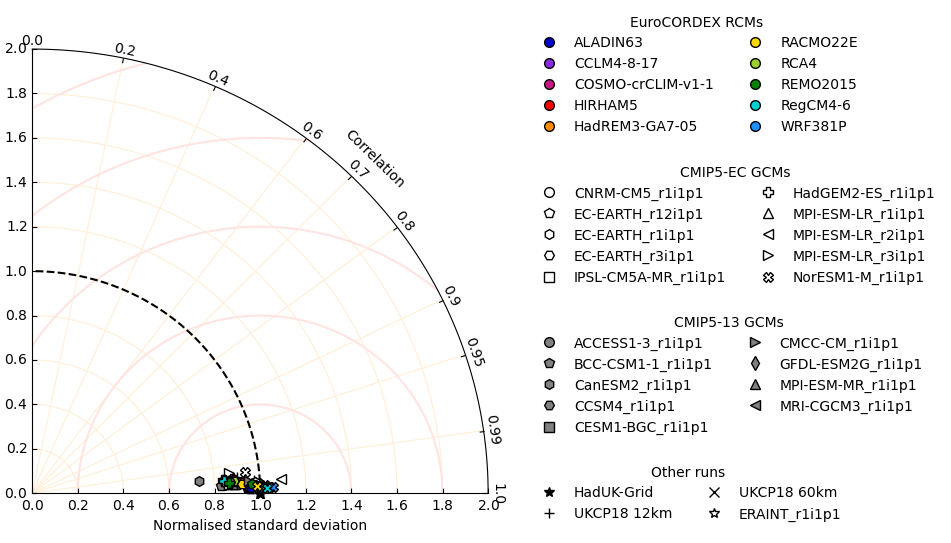 EuroCORDEX RCMs
ALADIN63 RACMO22E
CCLM4-8-17 RCA4
COSMO-crCLIM-v1-1 REMO2015
HIRHAM5 RegCM4-6
HadREM3-GA7-05 WRF381P
CMIP5-EC GCMs
CNRM-CM5_r1i1p1 HadGEM2-ES_r1i1p1
EC-EARTH_r12i1p1 MPI-ESM-LR_r1i1p1
EC-EARTH_r1i1p1 MPI-ESM-LR_r2i1p1
EC-EARTH_r3i1p1 MPI-ESM-LR_r3i1p1
IPSL-CM5A-MR_r1i1p1 NorESM1-M_r1i1p1
CMIP5-13 GCMs
ACCESS1-3_r1i1p1 CMCC-CM_r1i1p1
BCC-CSM1-1_r1i1p1 GFDL-ESM2G_r1i1p1
CanESM2_r1i1p1 MPI-ESM-MR_r1i1p1
CCSM4_r1i1p1 MRI-CGCM3_r1i1p1
CESM1-BGC_r1i1p1
Other runs
HadUK-Grid UKCP18 60km
UKCP18 12km ERAINT_r1i1p1
0.0
0.2
0.4
0.6
Correlation
0.7
0.8
0.9
0.95
0.99
1.0
2.0
1.8
1.6
1.4
1.2
1.0
0.8
0.6
0.4
0.2
0.0
0.0 0.2 0.4 0.6 0.8 1.0 1.2 1.4 1.6 1.8 2.0
Normalised standard deviation